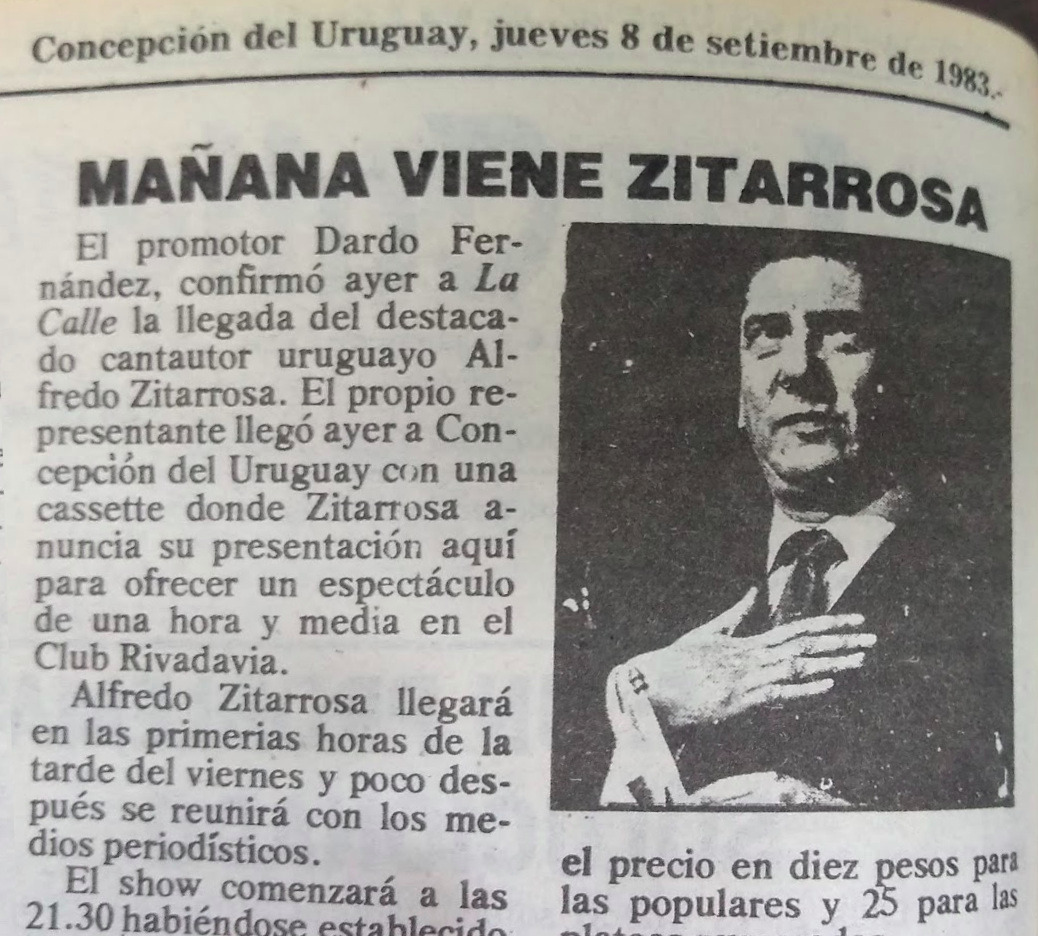 Concepción del Uruguay, jueves 8 de setiembre de 1983.-
MAÑANA VIENE ZITARROSA
El promotor Dardo Fer-
nández, confirmó ayer a La
Calle la llegada del destaca-
do cantautor uruguayo Al-
fredo Zitarrosa. El propio re-
presentante llegó ayer a Con-
cepción del Uruguay con una
cassette donde Zitarrosa a-
nuncia su presentación aquí
para ofrecer un espectáculo
de una hora y media en el
Club Rivadavia.
Alfredo Zitarrosa llegará
en las primerias horas de la
tarde del viernes y poco des-
pués se reunirá con los me-
dios periodísticos.
El show comenzará a las
21.30 habiéndose establecido
el precio en diez pesos para
las populares y 25 para las